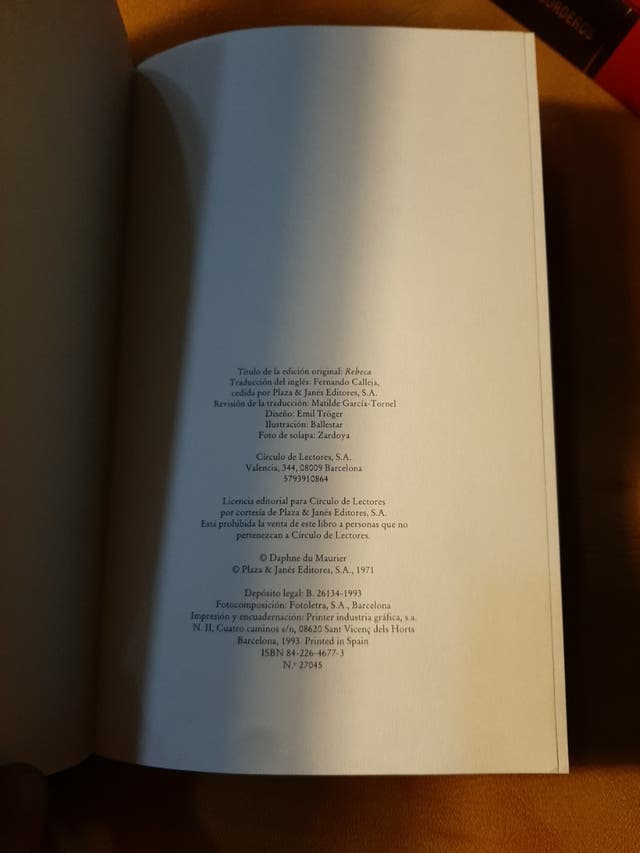 CORDEROS
Título de la edición original: Rebeca
Traducción del inglés: Fernando Calleja,
cedida por Plaza & Janés Editores, S.A.
Revisión de la traducción: Matilde García-Tornel
Diseño: Emil Tröger
Ilustración: Ballestar
Foto de solapa: Zardoya
Círculo de Lectores, S.A.
Valencia, 344, 08009 Barcelona
5793910864
Licencia editorial para Círculo de Lectores
por cortesía de Plaza & Janés Editores, S.A.
Está prohibida la venta de este libro a personas que no
pertenezcan a Círculo de Lectores.
© Daphne du Maurier
© Plaza & Janés Editores, S.A., 1971
Depósito legal: B. 26134-1993
Fotocomposición: Fotoletra, S.A., Barcelona
Impresión y encuadernación: Printer industria gráfica, s.a.
N. II, Cuatro caminos s/n, 08620 Sant Vicenç dels Horts
Barcelona, 1993. Printed in Spain
ISBN 84-226-4677-3
N.º 27045